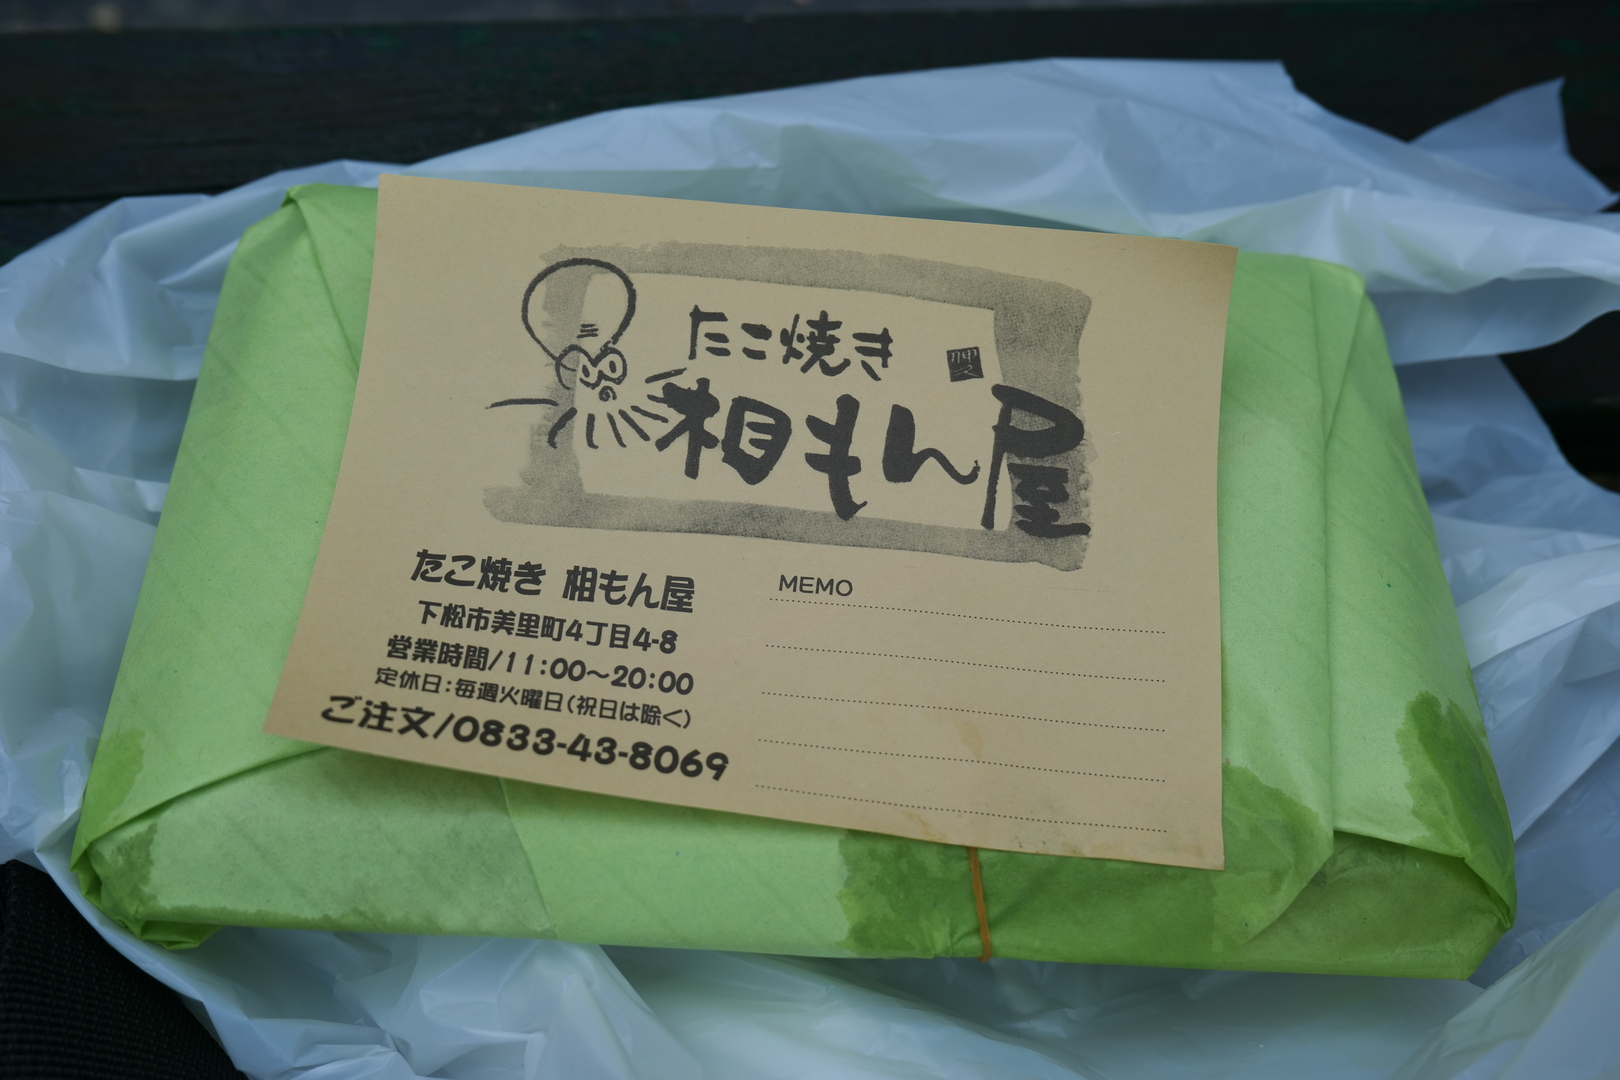 たこ焼き
相もん屋
たこ焼き 相もん屋
下松市美里町4丁目4-8
営業時間/11:00～20:00
定休日：毎週火曜日(祝日は除く)
ご注文/0833-43-8069
MEMO